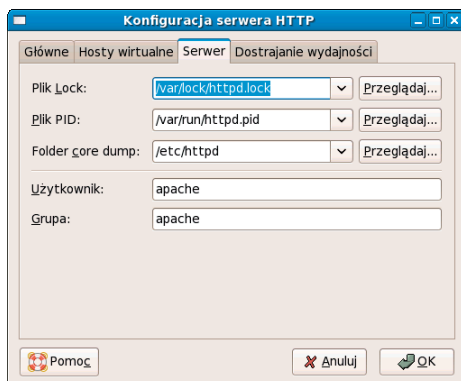 Konfiguracja serwera HTTP
Główne Hosty wirtualne Serwer Dostrajanie wydajności
Plik Lock: /var/lock/httpd.lock Przeglądaj...
Plik PID: /var/run/httpd.pid Przeglądaj...
Folder core dump: /etc/httpd Przeglądaj...
Użytkownik: apache
Grupa: apache
Pomoc Anuluj OK